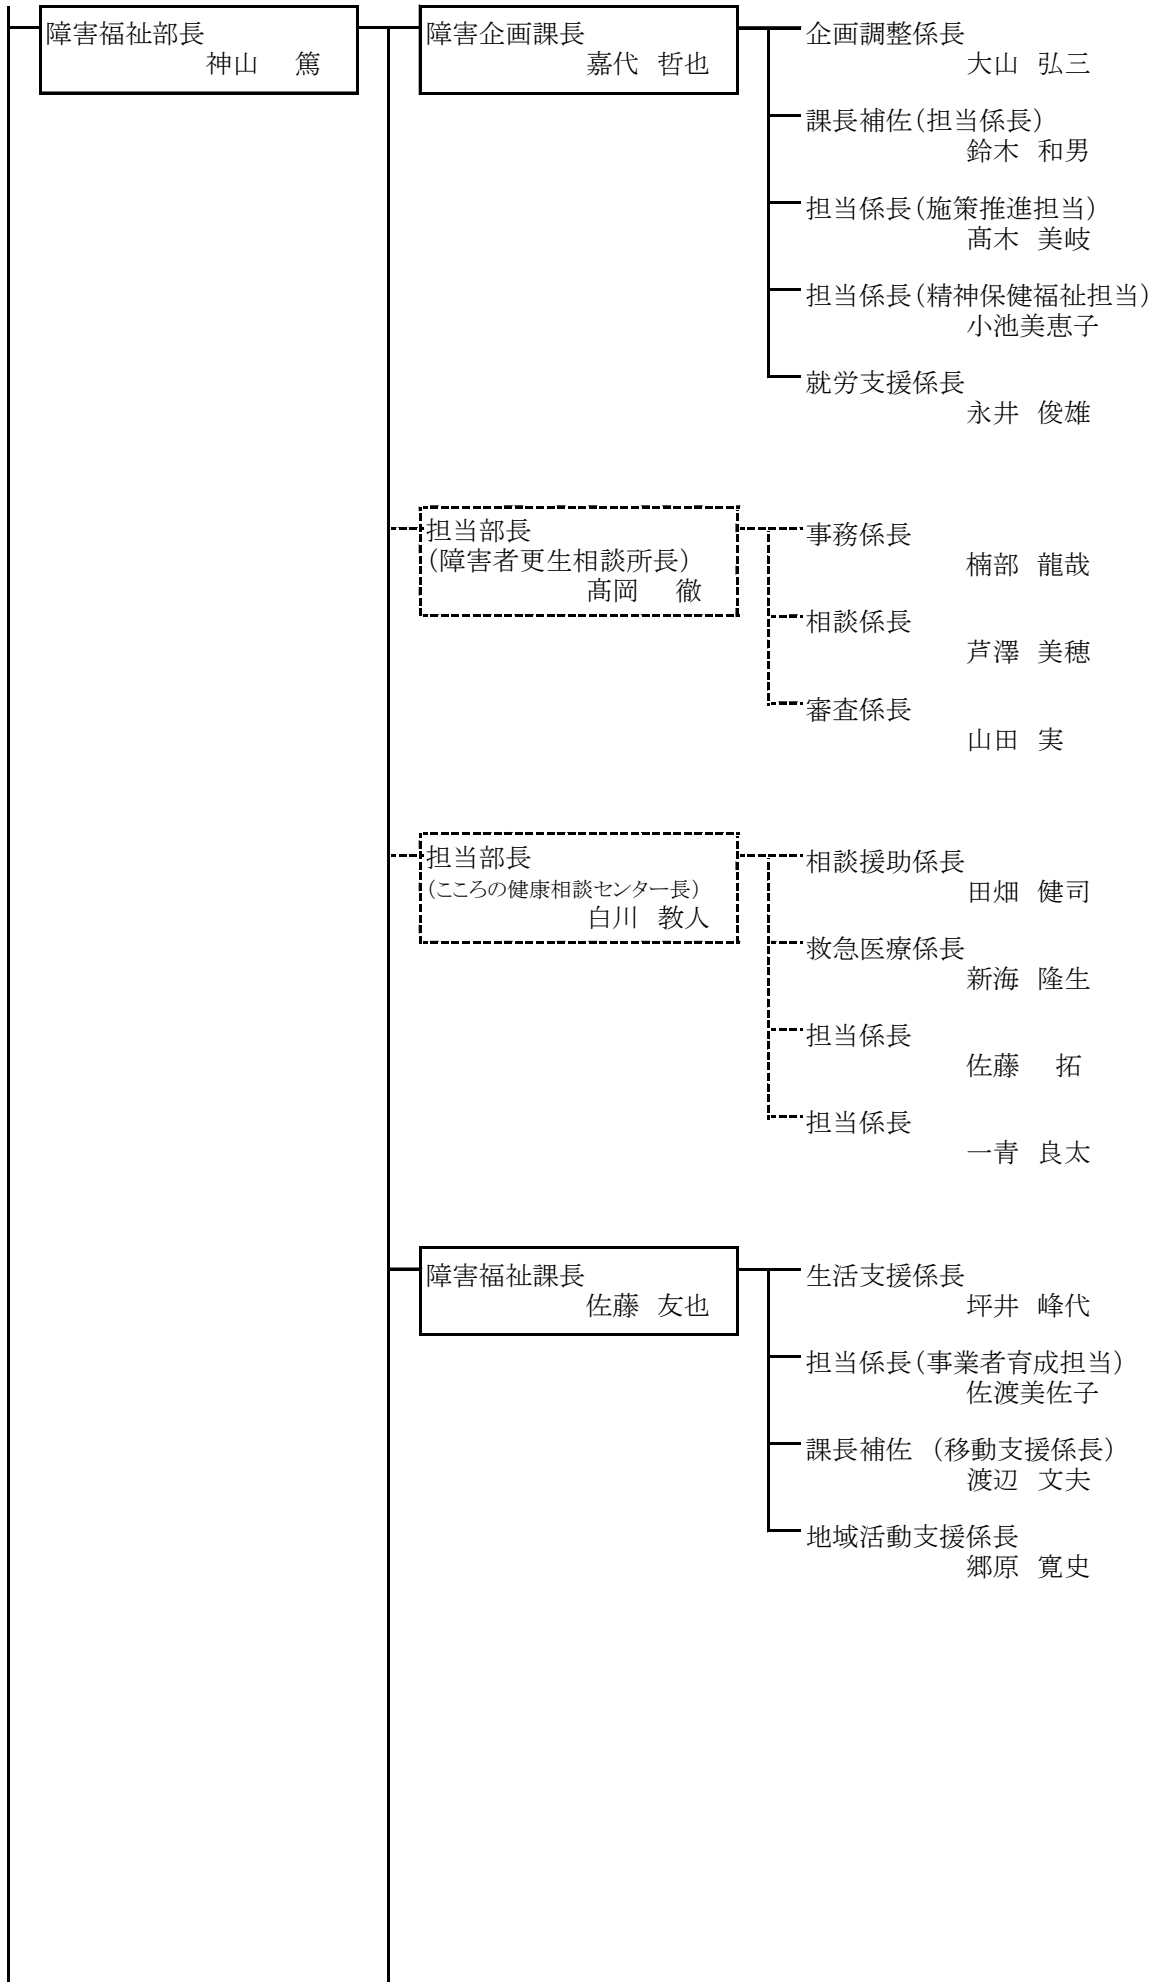 障害福祉部長
神山　篤
障害企画課長
嘉代 哲也
企画調整係長
大山 弘三
課長補佐（担当係長）
鈴木 和男
担当係長（施策推進担当）
髙木 美岐
担当係長（精神保健福祉担当）
小池美恵子
就労支援係長
永井 俊雄
担当部長
（障害者更生相談所長）
髙岡　徹
事務係長
楠部 龍哉
相談係長
芦澤 美穂
審査係長
山田 実
担当部長
（こころの健康相談センター長）
白川 教人
相談援助係長
田畑 健司
救急医療係長
新海 隆生
担当係長
佐藤　拓
担当係長
一青 良太
障害福祉課長
佐藤 友也
生活支援係長
坪井 峰代
担当係長（事業者育成担当）
佐渡美佐子
課長補佐 （移動支援係長）
渡辺 文夫
地域活動支援係長
郷原 寛史